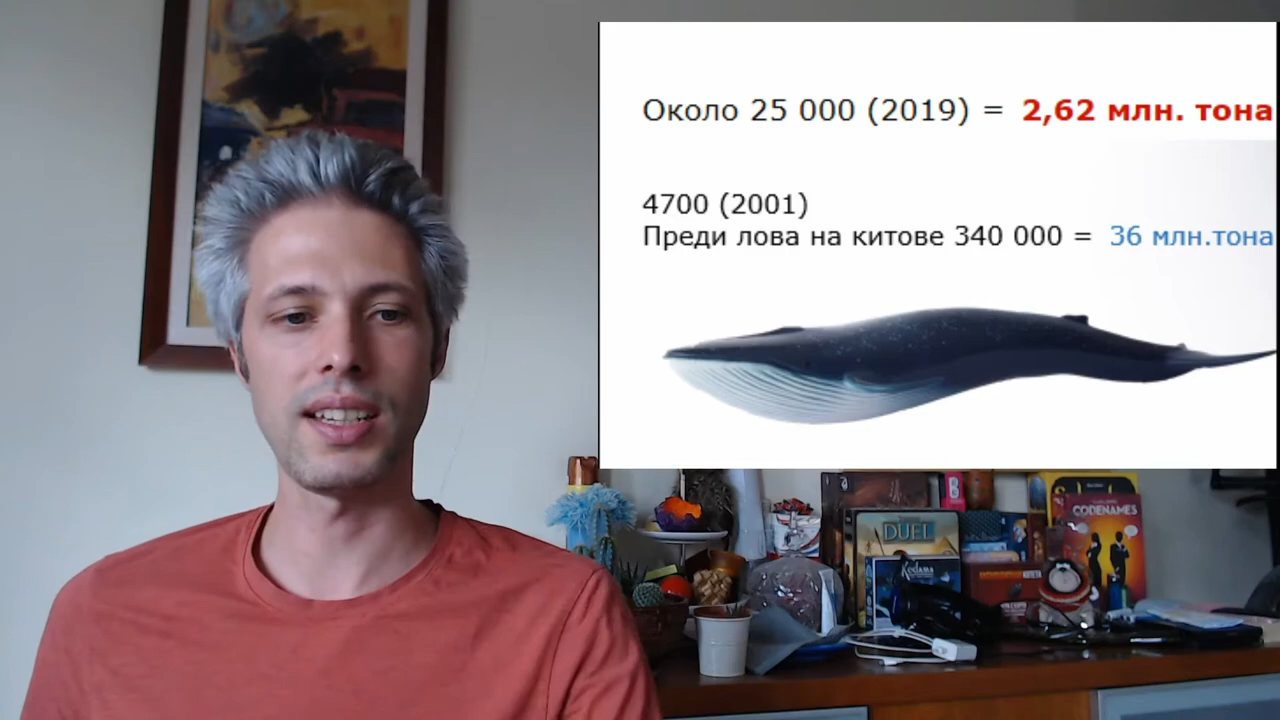 Около 25 000 (2019) = 2,62 млн. тона
4700 (2001)
Преди лова на китове 340 000 = 36 млн.тона
DUEL
Kodama
CODENAMES
B